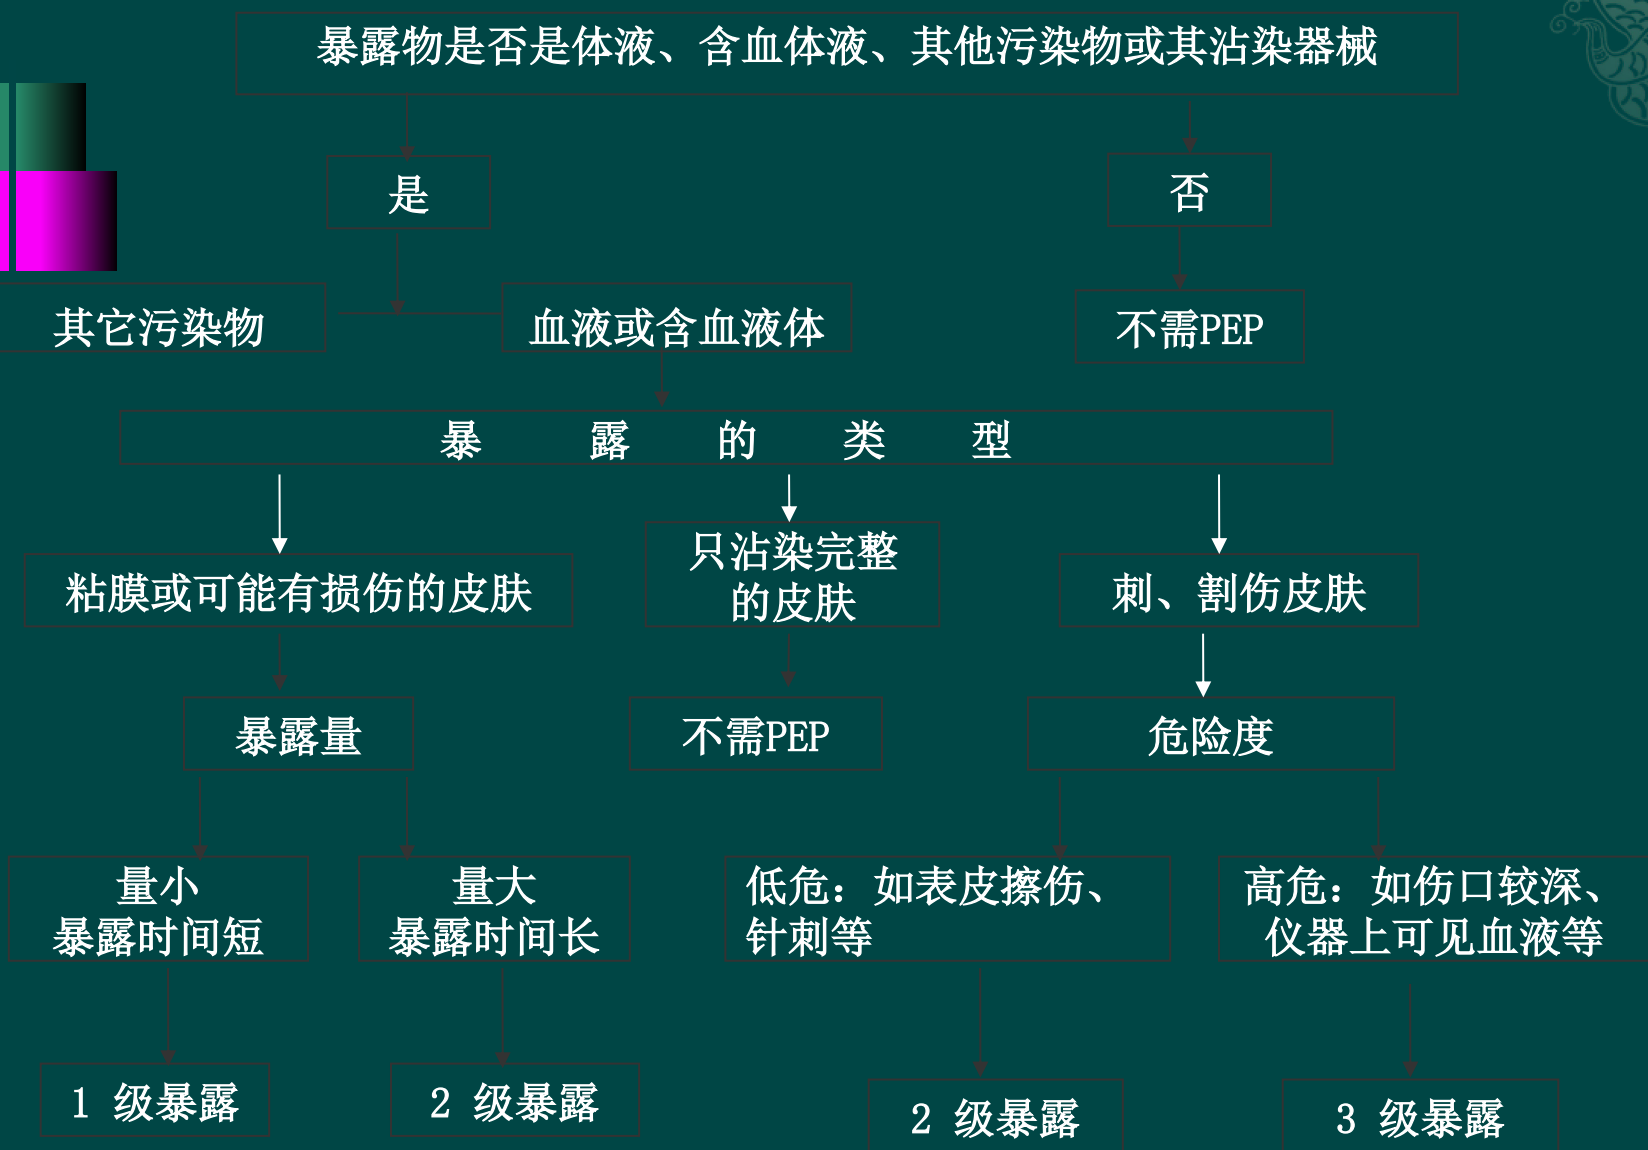 暴露物是否是体液、含血体液、其他污染物或其沾染器械
是
否
其它污染物
血液或含血液体
不需PEP
暴 露 的 类 型
粘膜或可能有损伤的皮肤
只沾染完整
的皮肤
刺、割伤皮肤
暴露量
不需PEP
危险度
量小
暴露时间短
量大
暴露时间长
低危：如表皮擦伤、
针刺等
高危：如伤口较深、
仪器上可见血液等
1 级暴露
2 级暴露
2 级暴露
3 级暴露